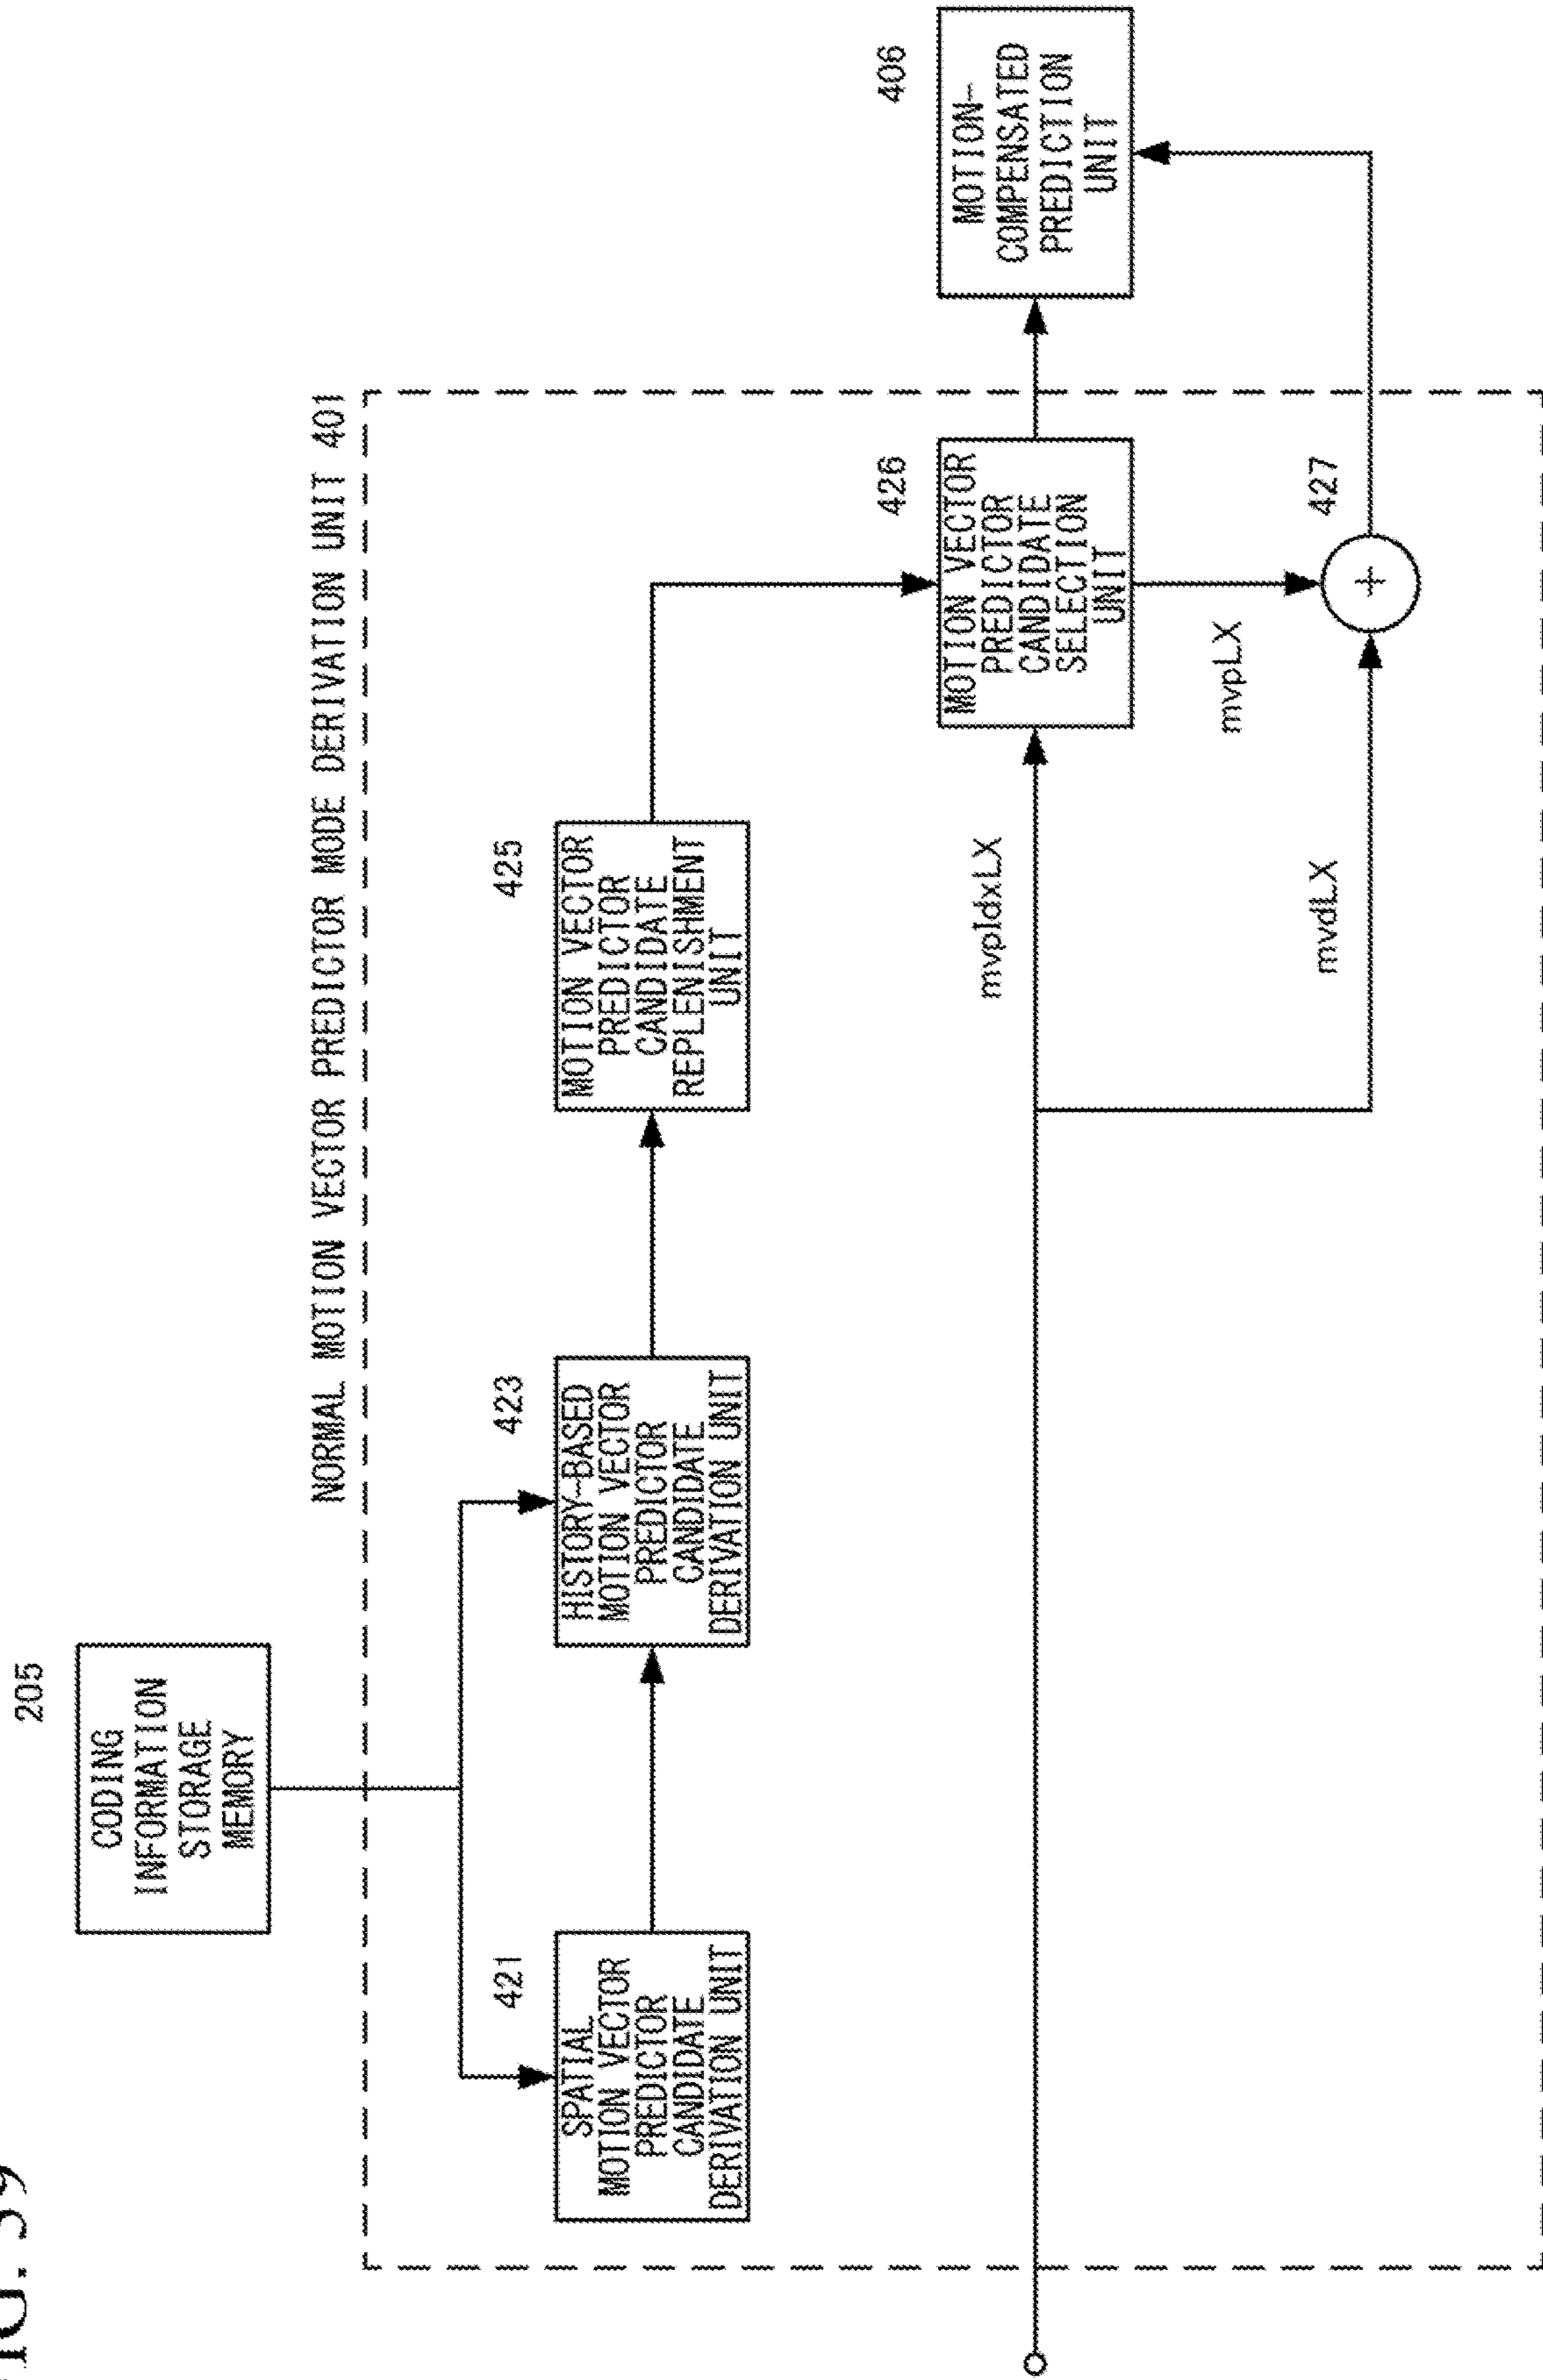 FIG. 39
205
CODING
INFORMATION
STORAGE
MEMORY
NORMAL MOTION VECTOR PREDICTOR MODE DERIVATION UNIT 401
421
SPATIAL
MOTION VECTOR
PREDICTOR
CANDIDATE
DERIVATION UNIT
423
HISTORY-BASED
MOTION VECTOR
PREDICTOR
CANDIDATE
DERIVATION UNIT
425
MOTION VECTOR
PREDICTOR
CANDIDATE
REPLENISHMENT
UNIT
426
MOTION VECTOR
PREDICTOR
CANDIDATE
SELECTION
UNIT
406
MOTION-
COMPENSATED
PREDICTION
UNIT
mvpIdxLX
mvpLX
mvdLX
427
+